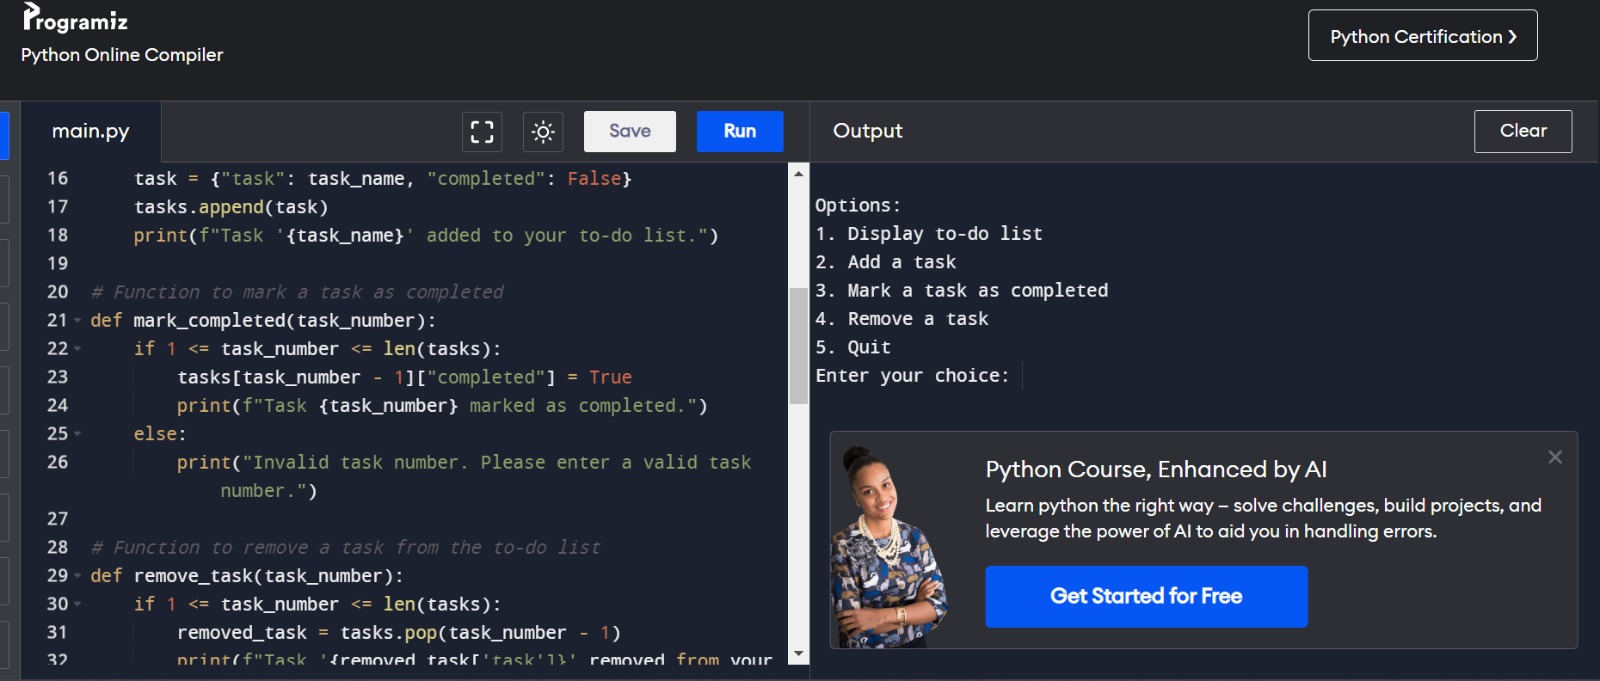 Programiz
Python Online Compiler
Python Certification ›
main.py
Save
Run
Output
Clear
16 task = {"task": task_name, "completed": False}
17 tasks.append(task)
18 print(f"Task '{task_name}' added to your to-do list.")
19
20 # Function to mark a task as completed
21 def mark_completed(task_number):
22 if 1 <= task_number <= len(tasks):
23 tasks[task_number - 1]["completed"] = True
24 print(f"Task {task_number} marked as completed.")
25 else:
26 print("Invalid task number. Please enter a valid task
number.")
27
28 # Function to remove a task from the to-do list
29 def remove_task(task_number):
30 if 1 <= task_number <= len(tasks):
31 removed_task = tasks.pop(task_number - 1)
32 print(f"Task '{removed_task['task']}' removed from your
Options:
1. Display to-do list
2. Add a task
3. Mark a task as completed
4. Remove a task
5. Quit
Enter your choice:
Python Course, Enhanced by AI
Learn python the right way – solve challenges, build projects, and
leverage the power of AI to aid you in handling errors.
Get Started for Free